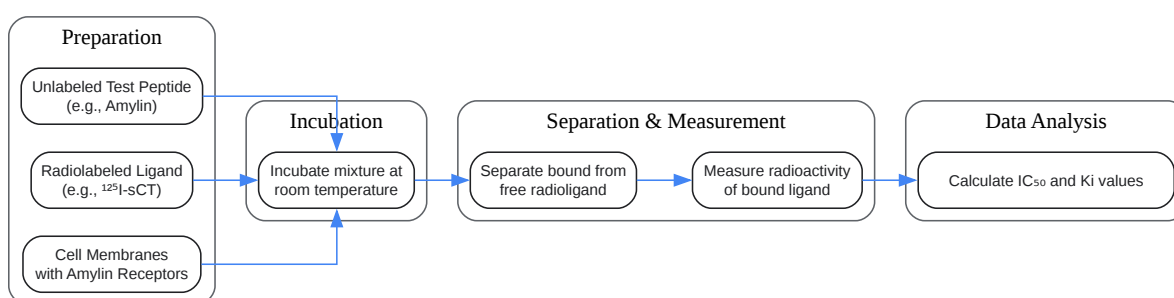 Preparation
Unlabeled Test Peptide
(e.g., Amylin)
Radiolabeled Ligand
(e.g., ¹²⁵I-sCT)
Cell Membranes
with Amylin Receptors
Incubation
Incubate mixture at
room temperature
Separation & Measurement
Separate bound from
free radioligand
Measure radioactivity
of bound ligand
Data Analysis
Calculate IC₅₀ and Ki values